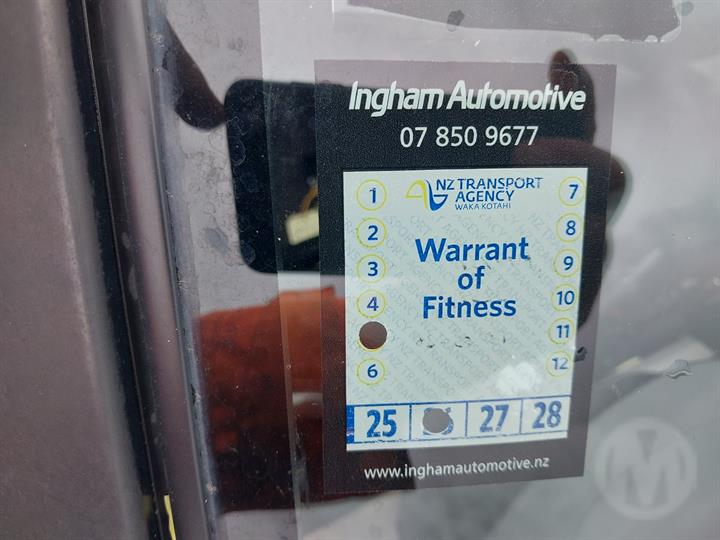 Ingham Automotive
07 850 9677
1 NZ TRANSPORT 7
AGENCY
WAKA KOTAHI
2 8
Warrant
3 9
of
4 10
Fitness
11
6 12
25 27 28
www.inghamautomotive.nz
M